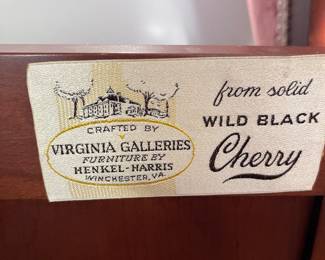 CRAFTED BY
VIRGINIA GALLERIES
FURNITURE BY
HENKEL-HARRIS
WINCHESTER, VA.
from solid
WILD BLACK
Cherry